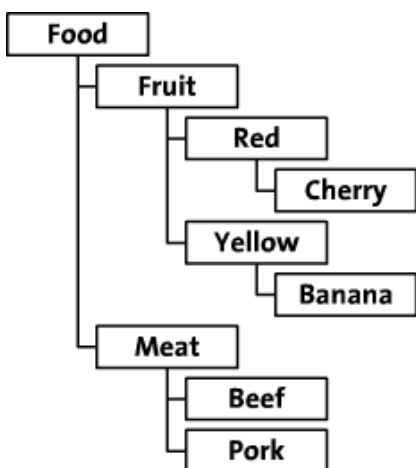 Food
Fruit
Red
Cherry
Yellow
Banana
Meat
Beef
Pork